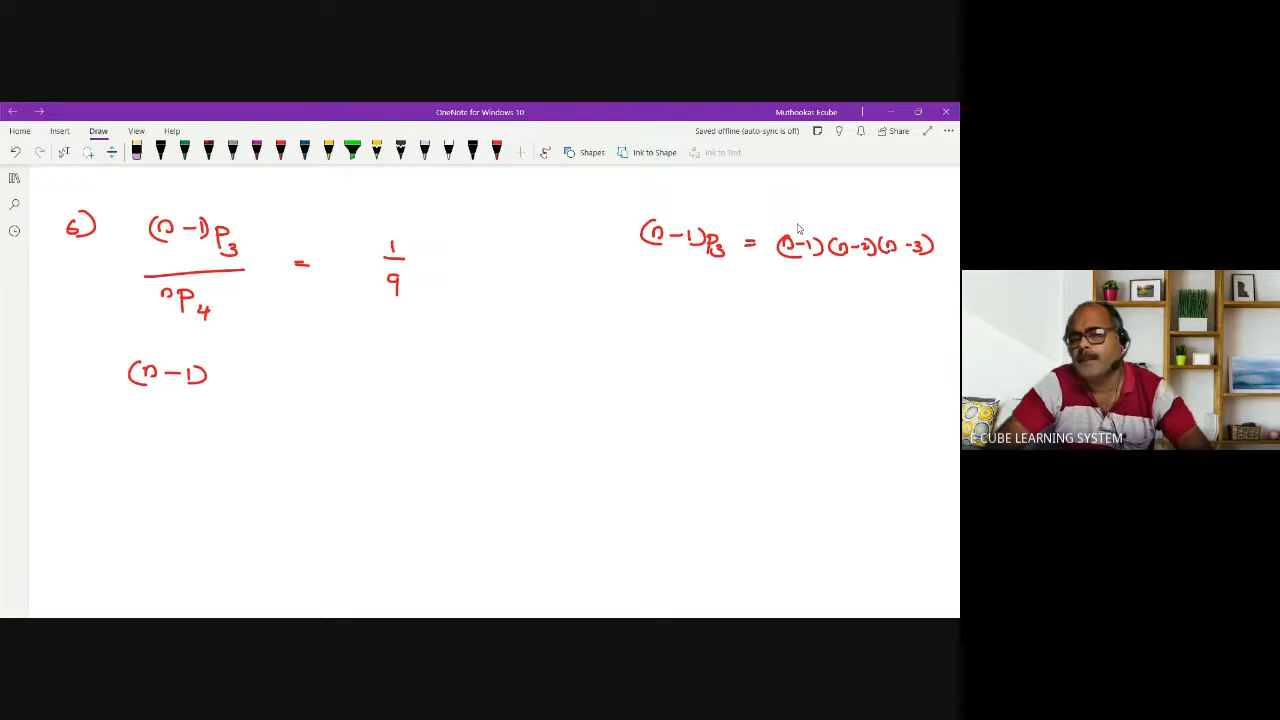 OneNote for Windows 10
Muthookas Ecube
Home Insert Draw View Help
Saved offline (auto-sync is off)
Share
Shapes
Ink to Shape
Ink to Text
6) (n-1)P₃ / ⁿP₄ = 1/9
(n-1)P₃ = (n-1)(n-2)(n-3)
(n-1)
E CUBE LEARNING SYSTEM